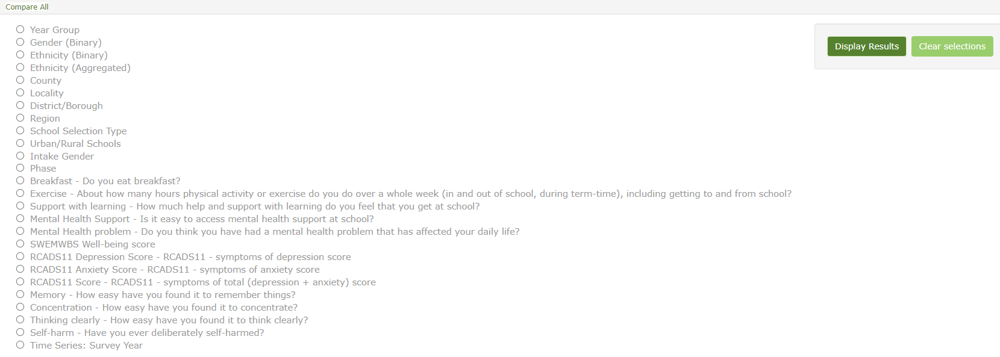 Compare All
Year Group
Gender (Binary)
Ethnicity (Binary)
Ethnicity (Aggregated)
County
Locality
District/Borough
Region
School Selection Type
Urban/Rural Schools
Intake Gender
Phase
Breakfast - Do you eat breakfast?
Exercise - About how many hours physical activity or exercise do you do over a whole week (in and out of school, during term-time), including getting to and from school?
Support with learning - How much help and support with learning do you feel that you get at school?
Mental Health Support - Is it easy to access mental health support at school?
Mental Health problem - Do you think you have had a mental health problem that has affected your daily life?
SWEMWBS Well-being score
RCADS11 Depression Score - RCADS11 - symptoms of depression score
RCADS11 Anxiety Score - RCADS11 - symptoms of anxiety score
RCADS11 Score - RCADS11 - symptoms of total (depression + anxiety) score
Memory - How easy have you found it to remember things?
Concentration - How easy have you found it to concentrate?
Thinking clearly - How easy have you found it to think clearly?
Self-harm - Have you ever deliberately self-harmed?
Time Series: Survey Year
Display Results
Clear selections